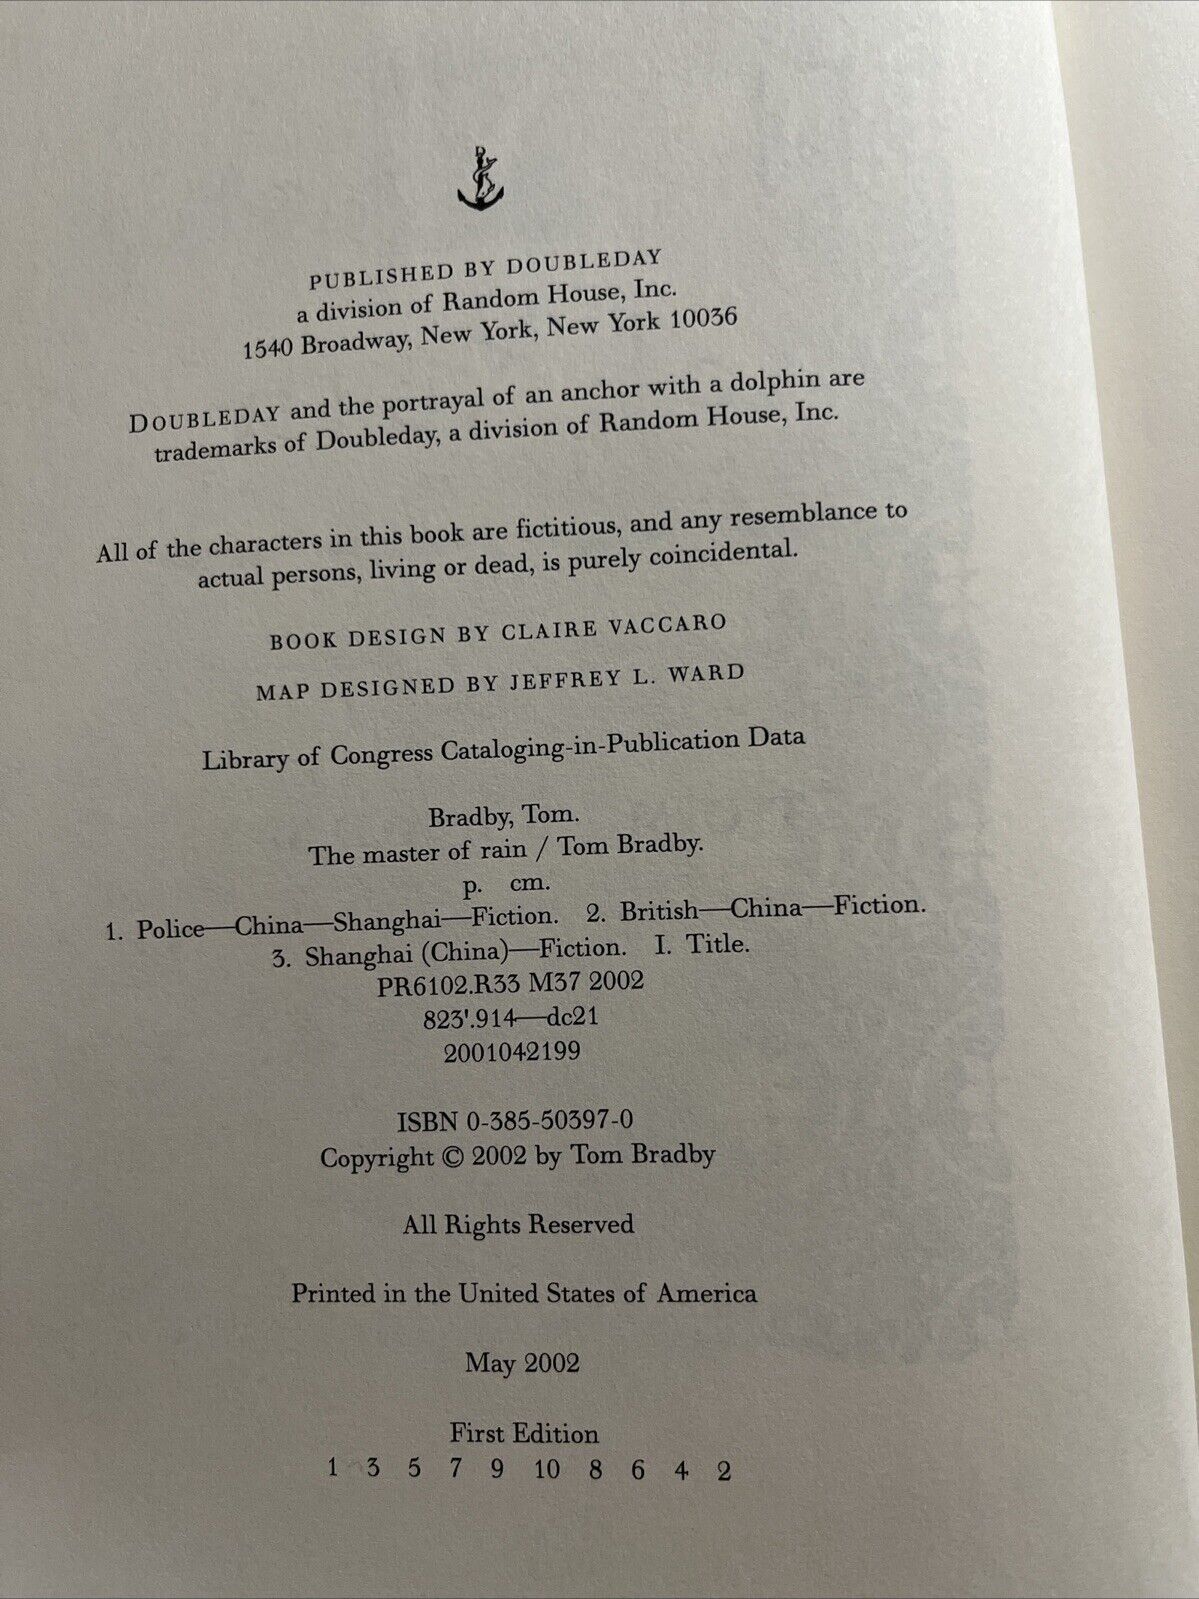 PUBLISHED BY DOUBLEDAY
a division of Random House, Inc.
1540 Broadway, New York, New York 10036
DOUBLEDAY and the portrayal of an anchor with a dolphin are
trademarks of Doubleday, a division of Random House, Inc.
All of the characters in this book are fictitious, and any resemblance to
actual persons, living or dead, is purely coincidental.
BOOK DESIGN BY CLAIRE VACCARO
MAP DESIGNED BY JEFFREY L. WARD
Library of Congress Cataloging-in-Publication Data
Bradby, Tom.
The master of rain / Tom Bradby.
p. cm.
1. Police—China—Shanghai—Fiction. 2. British—China—Fiction.
3. Shanghai (China)—Fiction. I. Title.
PR6102.R33 M37 2002
823'.914—dc21
2001042199
ISBN 0-385-50397-0
Copyright © 2002 by Tom Bradby
All Rights Reserved
Printed in the United States of America
May 2002
First Edition
1 3 5 7 9 10 8 6 4 2